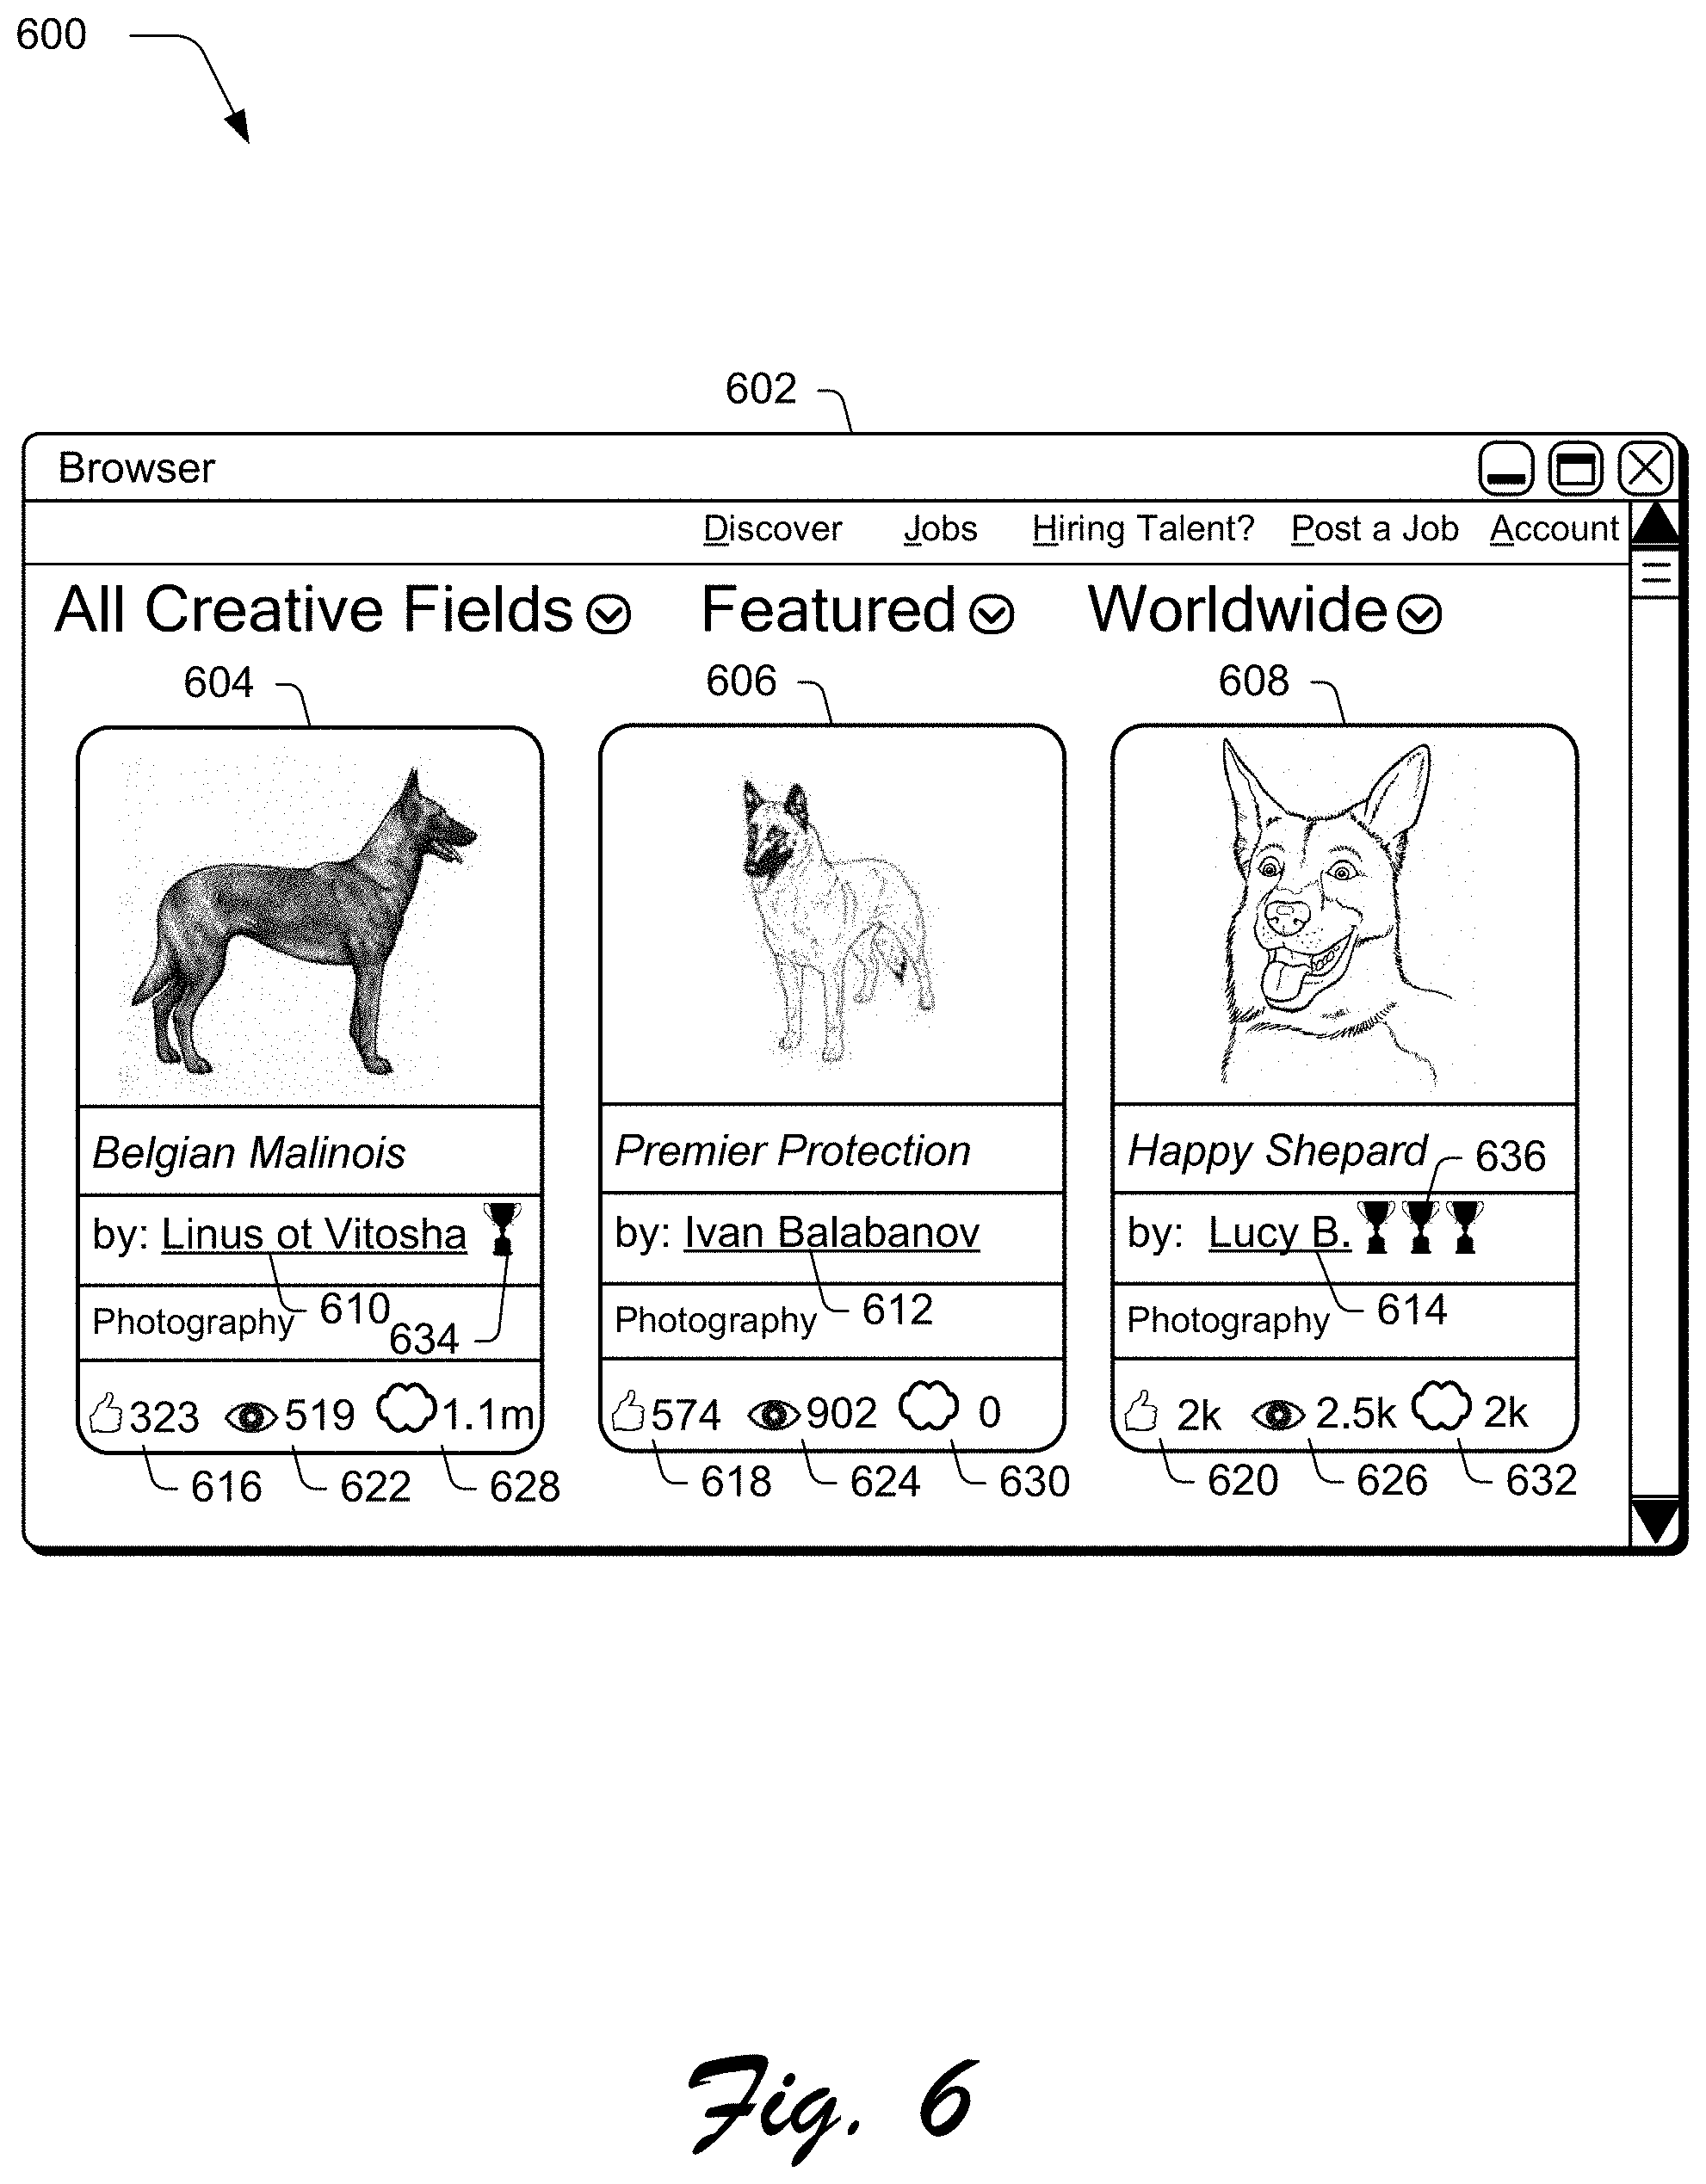 600
602
Browser
Discover Jobs Hiring Talent? Post a Job Account
All Creative Fields Featured Worldwide
604 606 608
Belgian Malinois Premier Protection Happy Shepard 636
by: Linus ot Vitosha by: Ivan Balabanov by: Lucy B.
Photography 610 634 Photography 612 Photography 614
323 519 1.1m 574 902 0 2k 2.5k 2k
616 622 628 618 624 630 620 626 632
Fig. 6